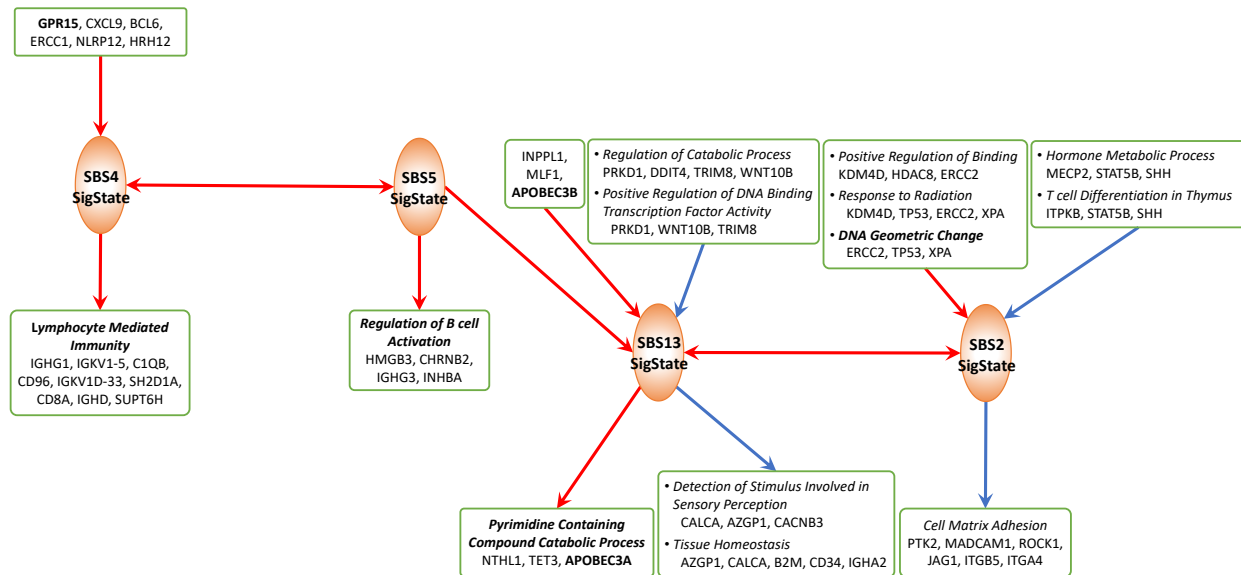 GPR15, CXCL9, BCL6,
ERCC1, NLRP12, HRH12
SBS4
SigState
SBS5
SigState
INPPL1,
MLF1,
APOBEC3B
• Regulation of Catabolic Process
PRKD1, DDIT4, TRIM8, WNT10B
• Positive Regulation of DNA Binding
Transcription Factor Activity
PRKD1, WNT10B, TRIM8
• Positive Regulation of Binding
KDM4D, HDAC8, ERCC2
• Response to Radiation
KDM4D, TP53, ERCC2, XPA
• DNA Geometric Change
ERCC2, TP53, XPA
• Hormone Metabolic Process
MECP2, STAT5B, SHH
• T cell Differentiation in Thymus
ITPKB, STAT5B, SHH
Lymphocyte Mediated
Immunity
IGHG1, IGKV1-5, C1QB,
CD96, IGKV1D-33, SH2D1A,
CD8A, IGHD, SUPT6H
Regulation of B cell
Activation
HMGB3, CHRNB2,
IGHG3, INHBA
SBS13
SigState
SBS2
SigState
Pyrimidine Containing
Compound Catabolic Process
NTHL1, TET3, APOBEC3A
• Detection of Stimulus Involved in
Sensory Perception
CALCA, AZGP1, CACNB3
• Tissue Homeostasis
AZGP1, CALCA, B2M, CD34, IGHA2
Cell Matrix Adhesion
PTK2, MADCAM1, ROCK1,
JAG1, ITGB5, ITGA4